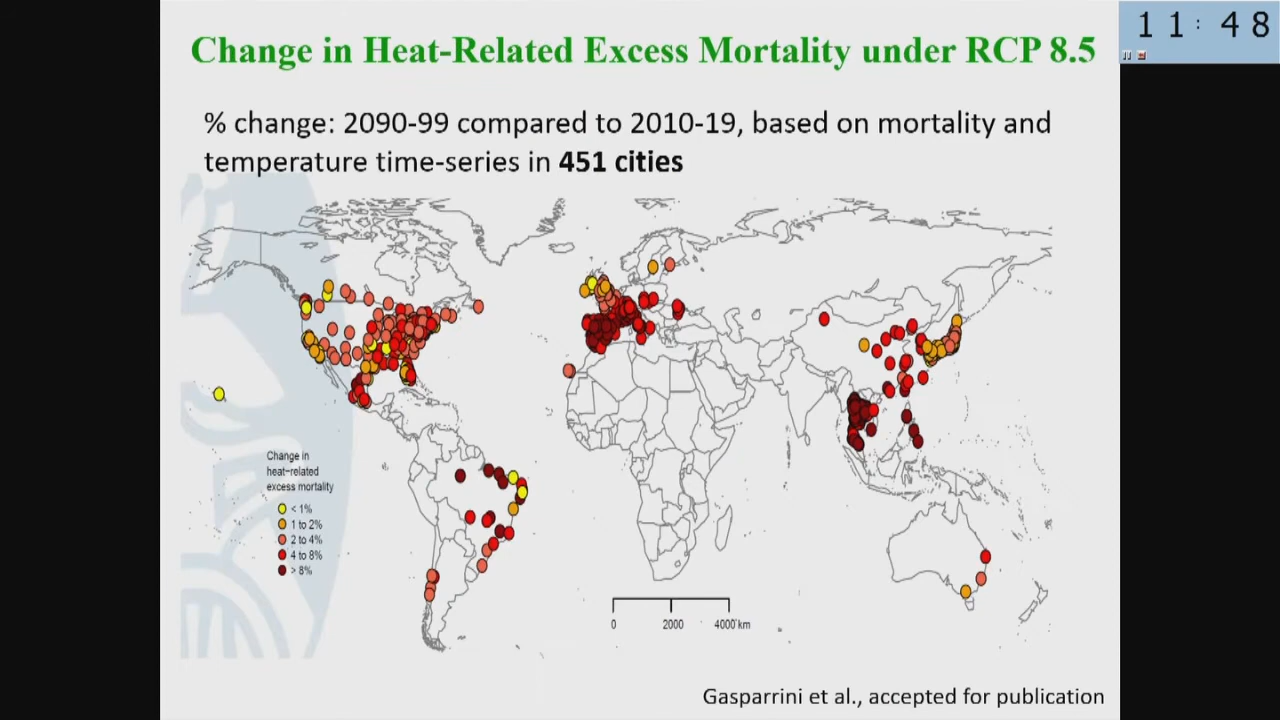 Change in Heat-Related Excess Mortality under RCP 8.5
11:48
% change: 2090-99 compared to 2010-19, based on mortality and
temperature time-series in 451 cities
Change in
heat-related
excess mortality
< 1%
1 to 2%
2 to 4%
4 to 8%
> 8%
0 2000 4000 km
Gasparrini et al., accepted for publication